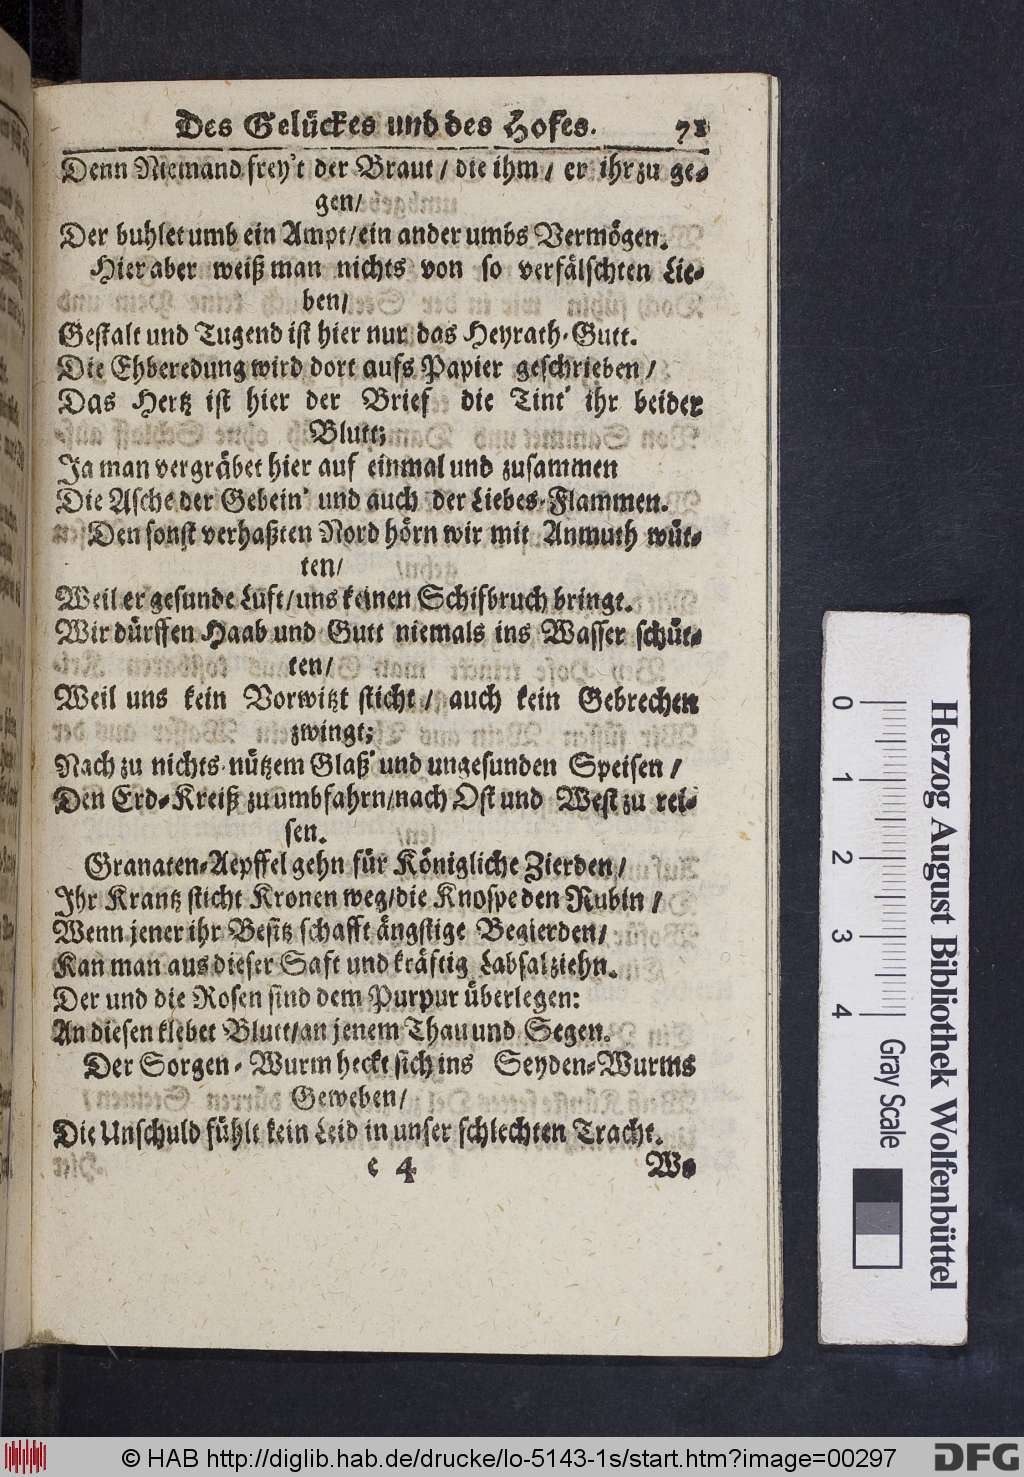 Des Gelückes und des Hofes. 71
Denn Niemand frey't der Braut / die ihm / er ihr zu ge-
gen/
Der buhlet umb ein Ampt/ein ander umbs Vermögen.
Hier aber weiß man nichts von so verfälschten Lie-
ben/
Gestalt und Tugend ist hier nur das Heyrath-Gutt.
Die Ehberedung wird dort aufs Papier geschrieben /
Das Hertz ist hier der Brief die Tint' ihr beider
Blutt;
Ja man vergräbet hier auf einmal und zusammen
Die Asche der Gebein' und auch der Liebes-Flammen.
Den sonst verhaßten Nord hörn wir mit Anmuth wüt-
ten/
Weil er gesunde Luft/uns keinen Schifbruch bringt.
Wir dürffen Haab und Gutt niemals ins Wasser schüt-
ten/
Weil uns kein Vorwitzt sticht / auch kein Gebrechen
zwingt;
Nach zu nichts-nützem Glaß' und ungesunden Speisen /
Den Erd-Kreiß zu umbfahrn/nach Ost und West zu rei-
sen.
Granaten-Aepffel gehn für Königliche Zierden/
Ihr Krantz sticht Kronen weg/die Knospe den Rubin /
Wenn jener ihr Besitz schafft ängstige Begierden/
Kan man aus dieser Saft und kräftig Labsal ziehn.
Der und die Rosen sind dem Purpur überlegen:
An diesen klebet Blutt/an jenem Thau und Segen.
Der Sorgen-Wurm heckt sich ins Seyden-Wurms
Geweben/
Die Unschuld fühlt kein Leid in unser schlechten Tracht.
e 4 Wo
0 1 2 3 4
Gray Scale
Herzog August Bibliothek Wolfenbüttel
© HAB http://diglib.hab.de/drucke/lo-5143-1s/start.htm?image=00297
DFG